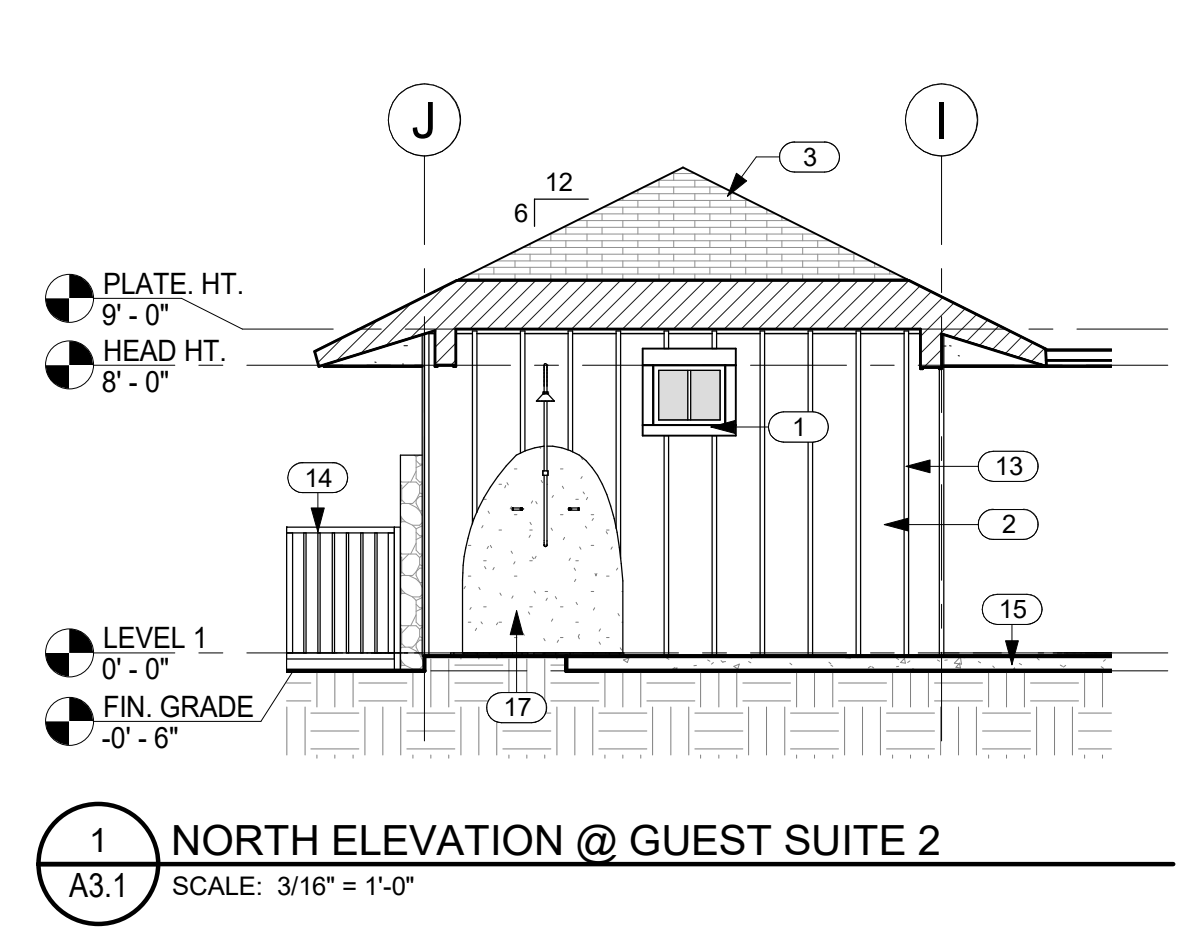 J
I
3
12
6
PLATE. HT.
9' - 0"
HEAD HT.
8' - 0"
1
13
14
2
15
LEVEL 1
0' - 0"
17
FIN. GRADE
-0' - 6"
1
A3.1
NORTH ELEVATION @ GUEST SUITE 2
SCALE: 3/16" = 1'-0"